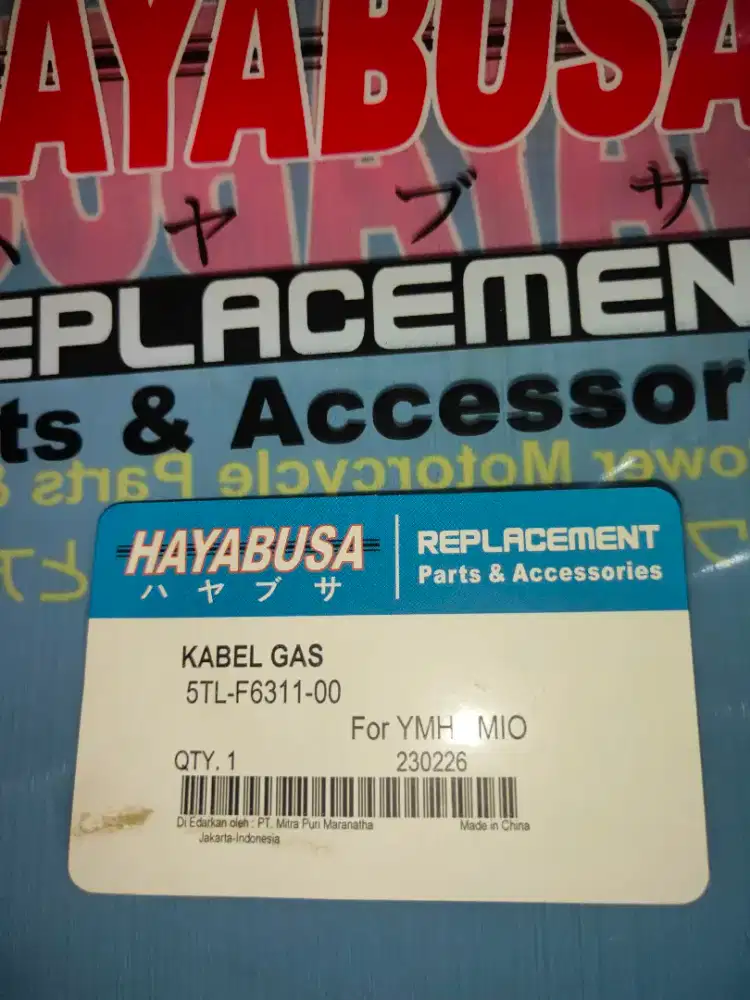 AYABUSA
ハ ヤ ブ サ
EPLACEMEN
ts & Accessor
ower Motorcycle Parts &
HAYABUSA
ハ ヤ ブ サ
REPLACEMENT
Parts & Accessories
KABEL GAS
5TL-F6311-00
For YMH MIO
QTY. 1
230226
Di Edarkan oleh : PT. Mitra Puri Maranatha
Jakarta-Indonesia
Made in China